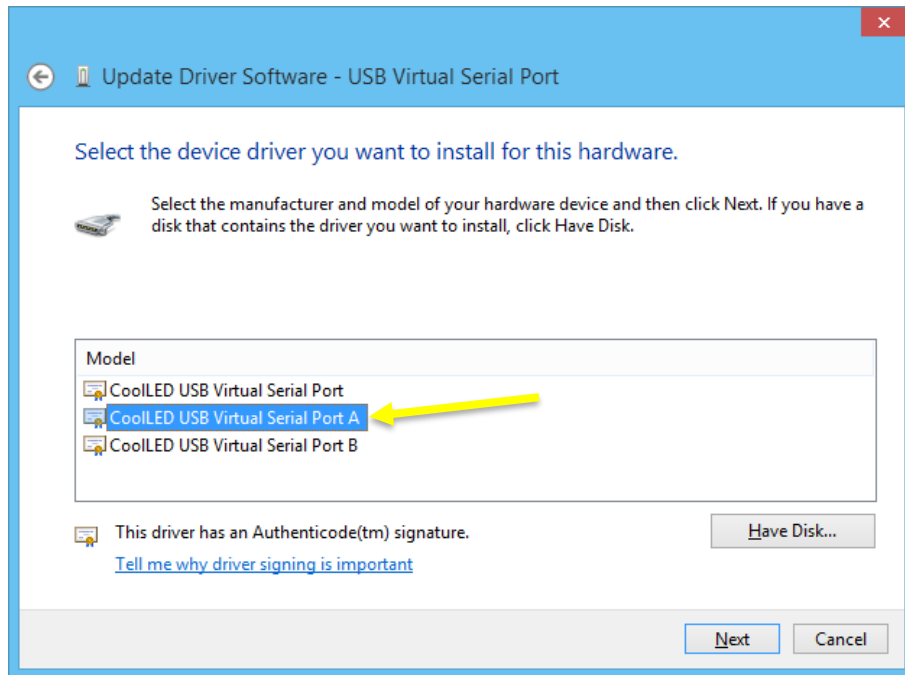 Update Driver Software - USB Virtual Serial Port
Select the device driver you want to install for this hardware.
Select the manufacturer and model of your hardware device and then click Next. If you have a
disk that contains the driver you want to install, click Have Disk.
Model
CoolLED USB Virtual Serial Port
CoolLED USB Virtual Serial Port A
CoolLED USB Virtual Serial Port B
This driver has an Authenticode(tm) signature.
Have Disk...
Tell me why driver signing is important
Next
Cancel